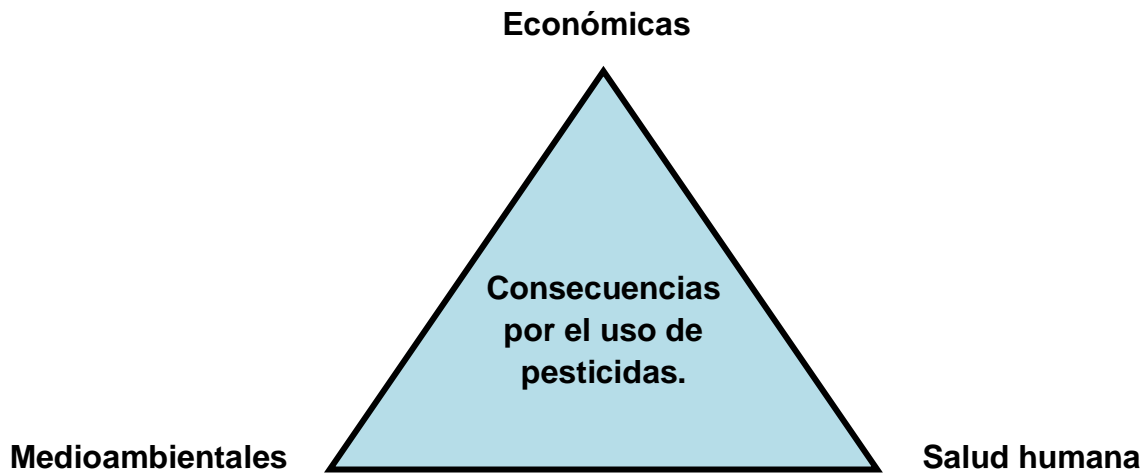 Económicas
Consecuencias
por el uso de
pesticidas.
Medioambientales
Salud humana